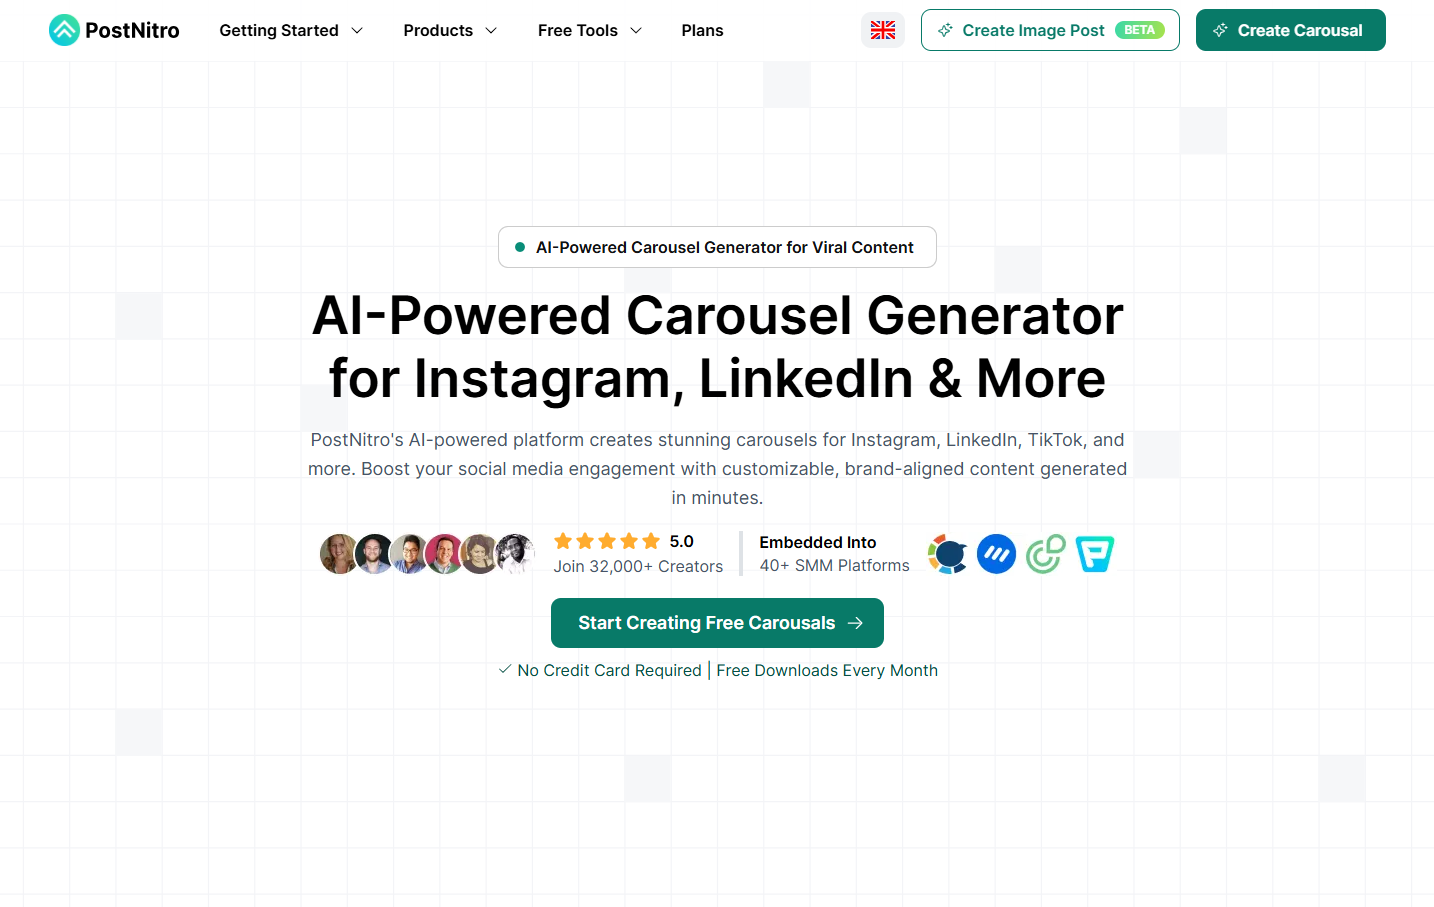 PostNitro
Getting Started
Products
Free Tools
Plans
Create Image Post BETA
Create Carousal
AI-Powered Carousel Generator for Viral Content
AI-Powered Carousel Generator
for Instagram, LinkedIn & More
PostNitro's AI-powered platform creates stunning carousels for Instagram, LinkedIn, TikTok, and
more. Boost your social media engagement with customizable, brand-aligned content generated
in minutes.
5.0
Join 32,000+ Creators
Embedded Into
40+ SMM Platforms
Start Creating Free Carousals
No Credit Card Required | Free Downloads Every Month